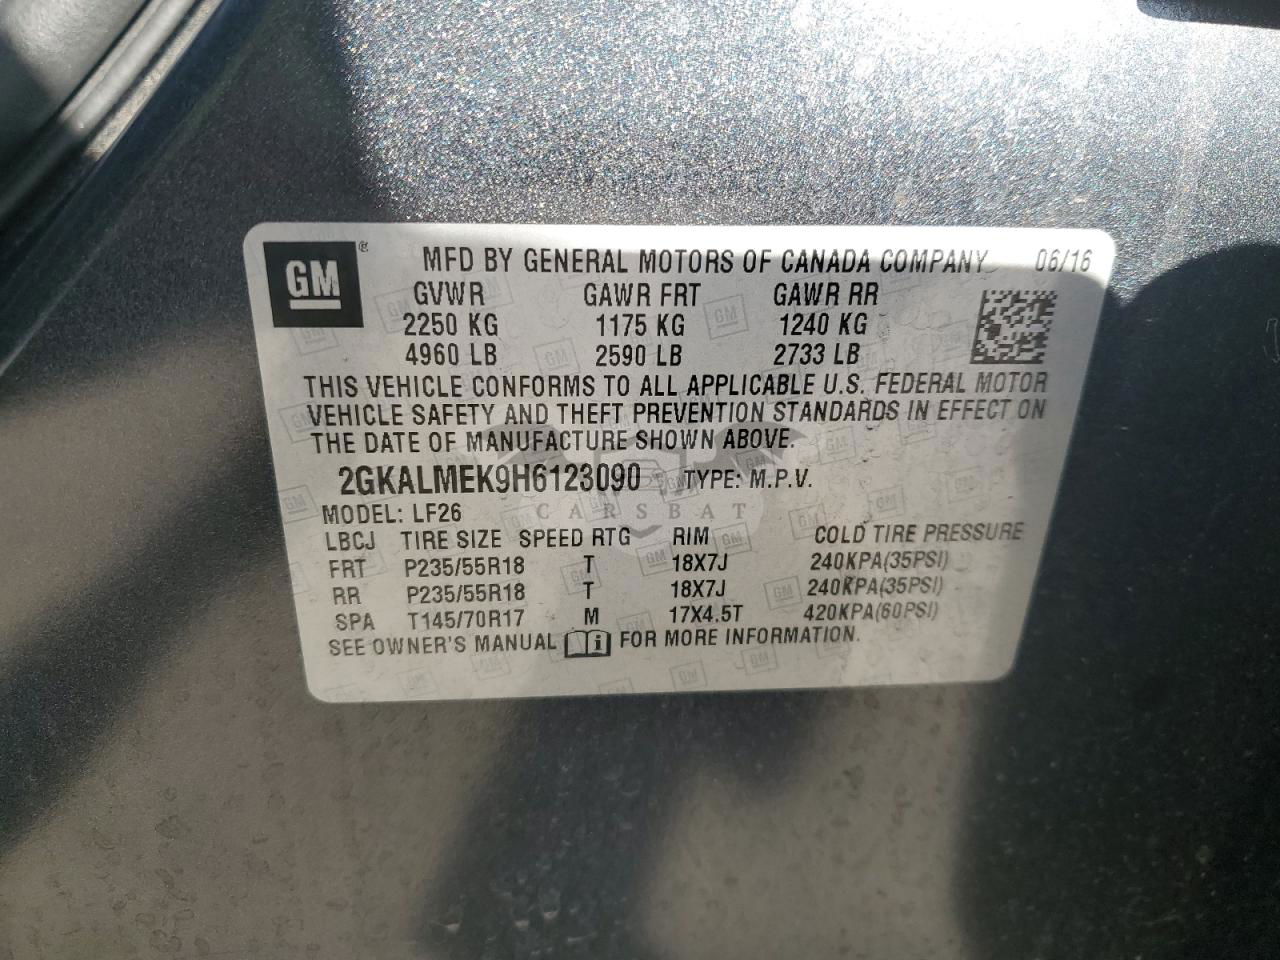 GM ®
MFD BY GENERAL MOTORS OF CANADA COMPANY 06/16
GVWR GAWR FRT GAWR RR
2250 KG 1175 KG 1240 KG
4960 LB 2590 LB 2733 LB
THIS VEHICLE CONFORMS TO ALL APPLICABLE U.S. FEDERAL MOTOR
VEHICLE SAFETY AND THEFT PREVENTION STANDARDS IN EFFECT ON
THE DATE OF MANUFACTURE SHOWN ABOVE.
2GKALMEK9H6123090 TYPE: M.P.V.
CARSBAT
MODEL: LF26
LBCJ TIRE SIZE SPEED RTG RIM COLD TIRE PRESSURE
FRT P235/55R18 T 18X7J 240KPA(35PSI)
RR P235/55R18 T 18X7J 240KPA(35PSI)
SPA T145/70R17 M 17X4.5T 420KPA(60PSI)
SEE OWNER'S MANUAL i FOR MORE INFORMATION.